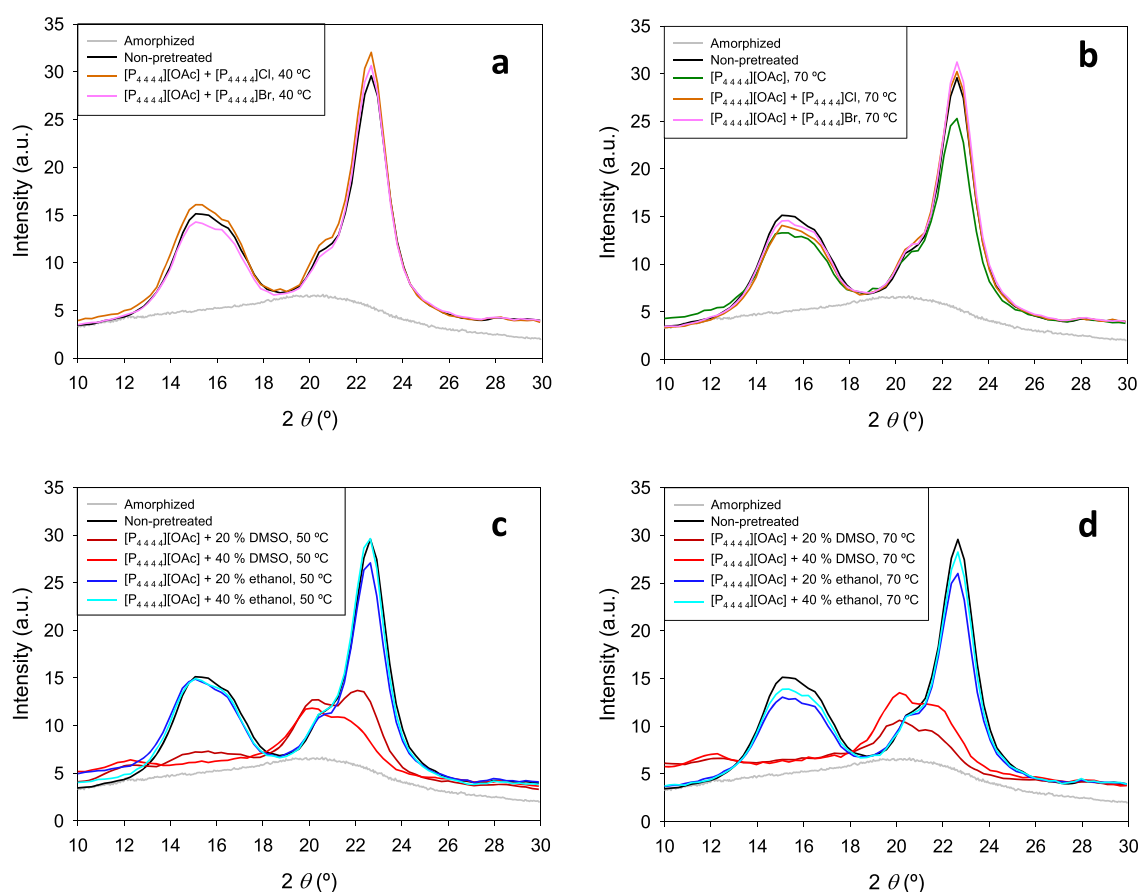 a
Amorphized
Non-pretreated
[P4444][OAc] + [P4444]Cl, 40 ºC
[P4444][OAc] + [P4444]Br, 40 ºC
Intensity (a.u.)
35
30
25
20
15
10
5
0
10 12 14 16 18 20 22 24 26 28 30
2 θ (º)
b
Amorphized
Non-pretreated
[P4444][OAc], 70 ºC
[P4444][OAc] + [P4444]Cl, 70 ºC
[P4444][OAc] + [P4444]Br, 70 ºC
Intensity (a.u.)
35
30
25
20
15
10
5
0
10 12 14 16 18 20 22 24 26 28 30
2 θ (º)
c
Amorphized
Non-pretreated
[P4444][OAc] + 20 % DMSO, 50 ºC
[P4444][OAc] + 40 % DMSO, 50 ºC
[P4444][OAc] + 20 % ethanol, 50 ºC
[P4444][OAc] + 40 % ethanol, 50 ºC
Intensity (a.u.)
35
30
25
20
15
10
5
0
10 12 14 16 18 20 22 24 26 28 30
2 θ (º)
d
Amorphized
Non-pretreated
[P4444][OAc] + 20 % DMSO, 70 ºC
[P4444][OAc] + 40 % DMSO, 70 ºC
[P4444][OAc] + 20 % ethanol, 70 ºC
[P4444][OAc] + 40 % ethanol, 70 ºC
Intensity (a.u.)
35
30
25
20
15
10
5
0
10 12 14 16 18 20 22 24 26 28 30
2 θ (º)